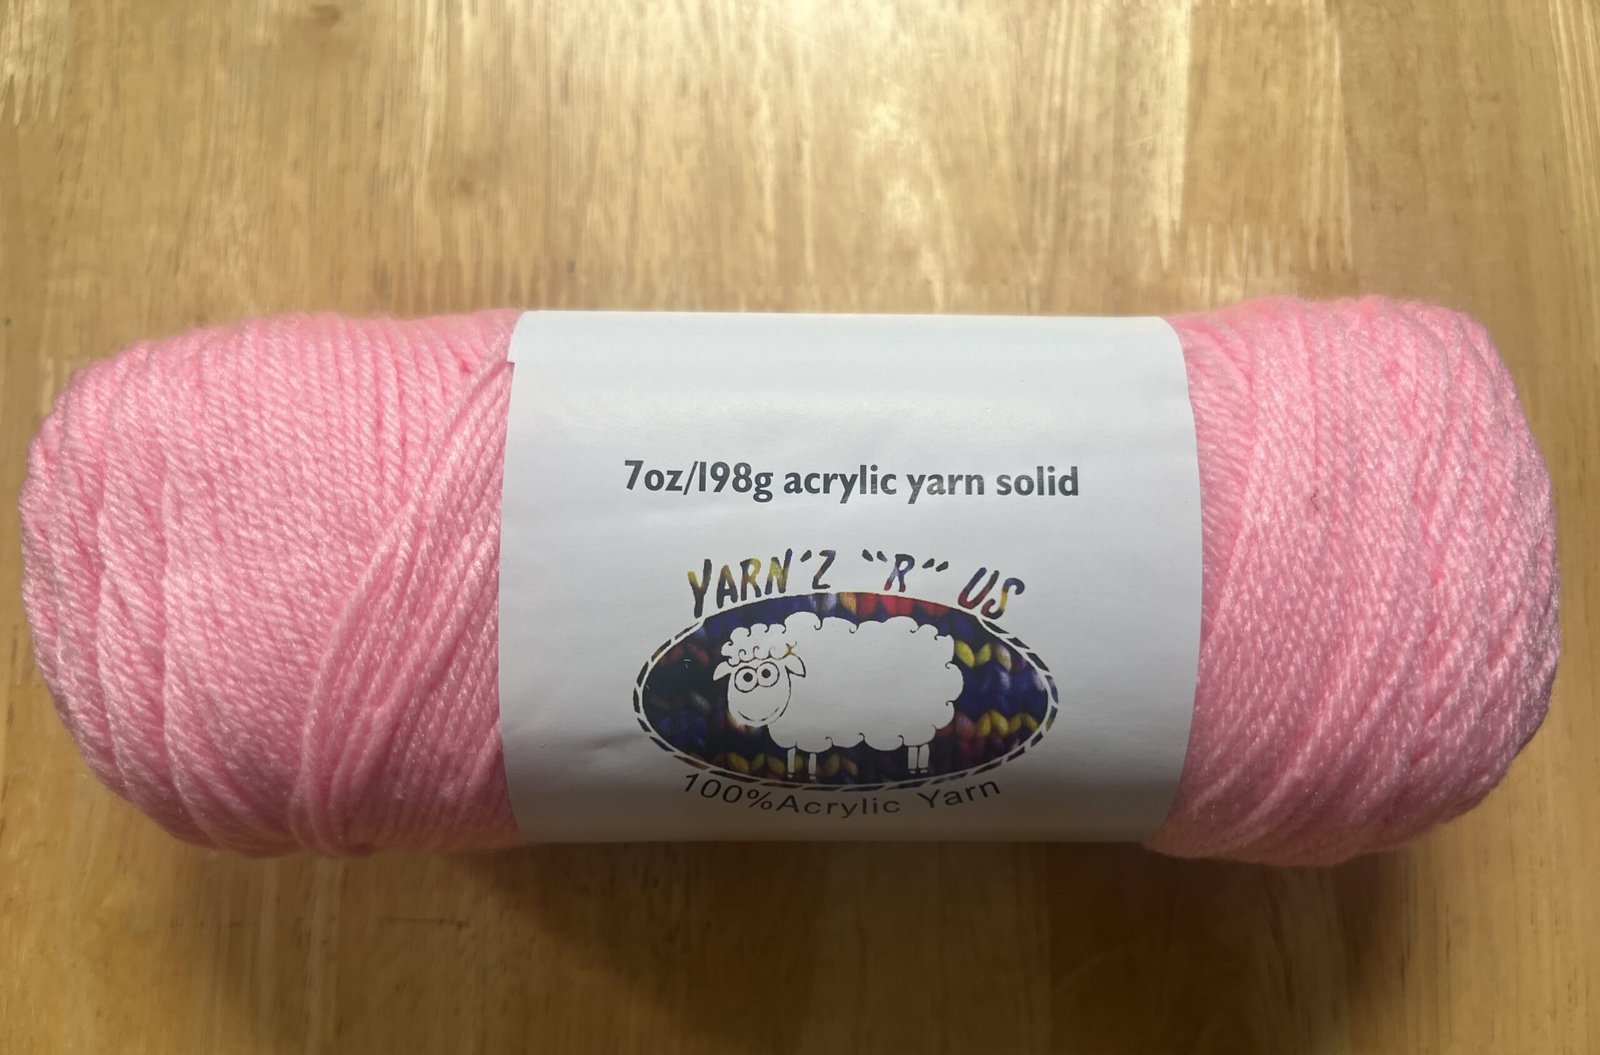 7oz/198g acrylic yarn solid
YARN'Z "R" US
100%Acrylic Yarn